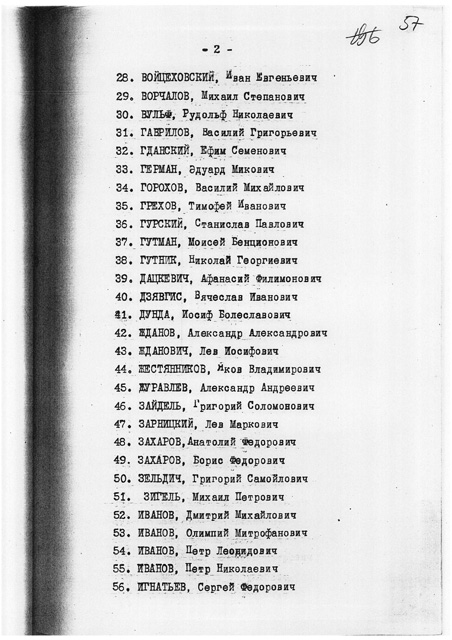 196 57
- 2 -
28. ВОЙЦЕХОВСКИЙ, Иван Евгеньевич
29. ВОРЧАЛОВ, Михаил Степанович
30. ВУЛЬФ, Рудольф Николаевич
31. ГАВРИЛОВ, Василий Григорьевич
32. ГДАНСКИЙ, Ефим Семенович
33. ГЕРМАН, Эдуард Микович
34. ГОРОХОВ, Василий Михайлович
35. ГРЕХОВ, Тимофей Иванович
36. ГУРСКИЙ, Станислав Павлович
37. ГУТМАН, Моисей Бенционович
38. ГУТНИК, Николай Георгиевич
39. ДАЦКЕВИЧ, Афанасий Филимонович
40. ДЗЯВГИС, Вячеслав Иванович
41. ДУНДА, Иосиф Болеславович
42. ЖДАНОВ, Александр Александрович
43. ЖДАНОВИЧ, Лев Иосифович
44. ЖЕСТЯННИКОВ, Яков Владимирович
45. ЖУРАВЛЕВ, Александр Андреевич
46. ЗАЙДЕЛЬ, Григорий Соломонович
47. ЗАРНИЦКИЙ, Лев Маркович
48. ЗАХАРОВ,Анатолий Федорович
49. ЗАХАРОВ, Борис Федорович
50. ЗЕЛЬДИЧ, Григорий Самойлович
51. ЗИГЕЛЬ, Михаил Петрович
52. ИВАНОВ, Дмитрий Михайлович
53. ИВАНОВ, Олимпий Митрофанович
54. ИВАНОВ, Петр Леонидович
55. ИВАНОВ, Петр Николаевич
56. ИГНАТЬЕВ, Сергей Федорович